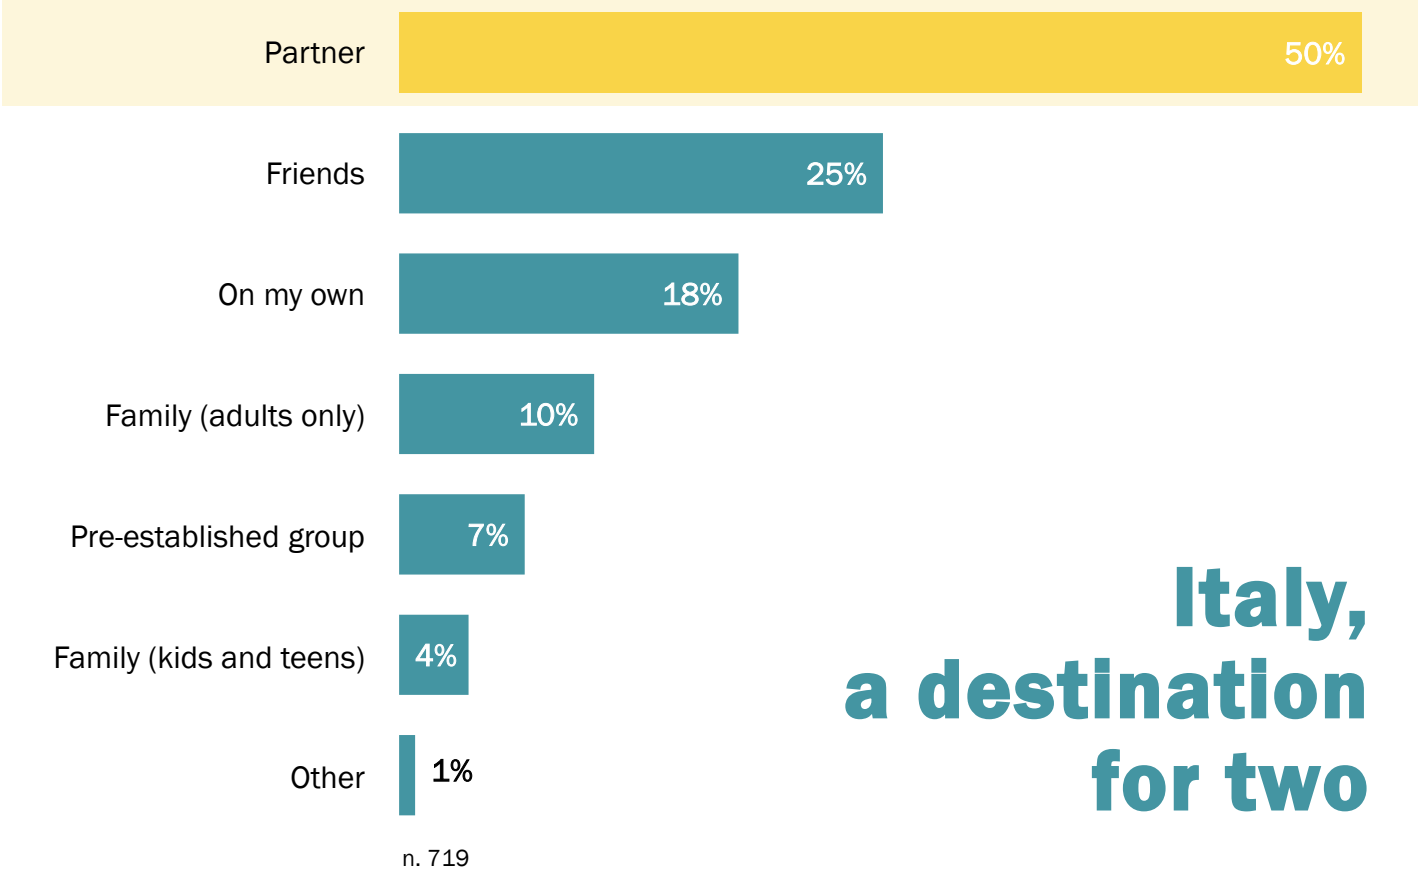 Partner 50%
Friends 25%
On my own 18%
Family (adults only) 10%
Pre-established group 7%
Family (kids and teens) 4%
Other 1%
n. 719
Italy,
a destination
for two